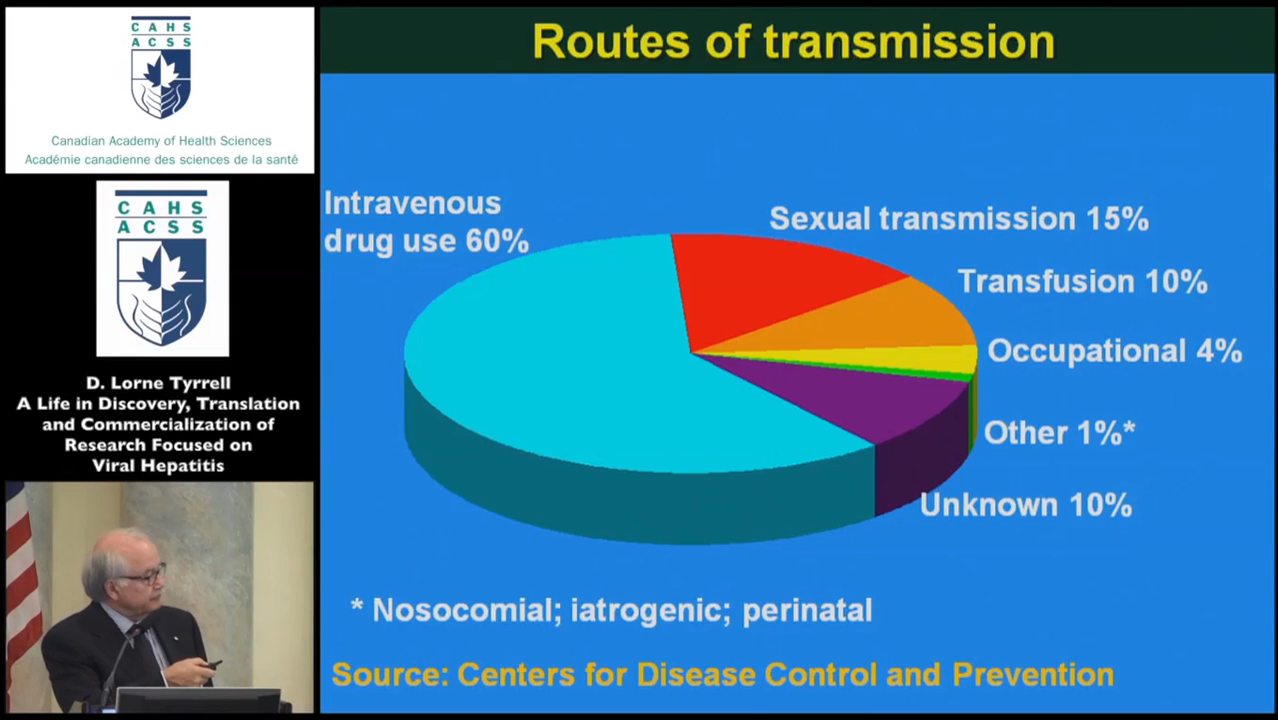 CAHS
ACSS
Canadian Academy of Health Sciences
Académie canadienne des sciences de la santé
CAHS
ACSS
D. Lorne Tyrrell
A Life in Discovery, Translation
and Commercialization of
Research Focused on
Viral Hepatitis
Routes of transmission
Intravenous
drug use 60%
Sexual transmission 15%
Transfusion 10%
Occupational 4%
Other 1%*
Unknown 10%
* Nosocomial; iatrogenic; perinatal
Source: Centers for Disease Control and Prevention